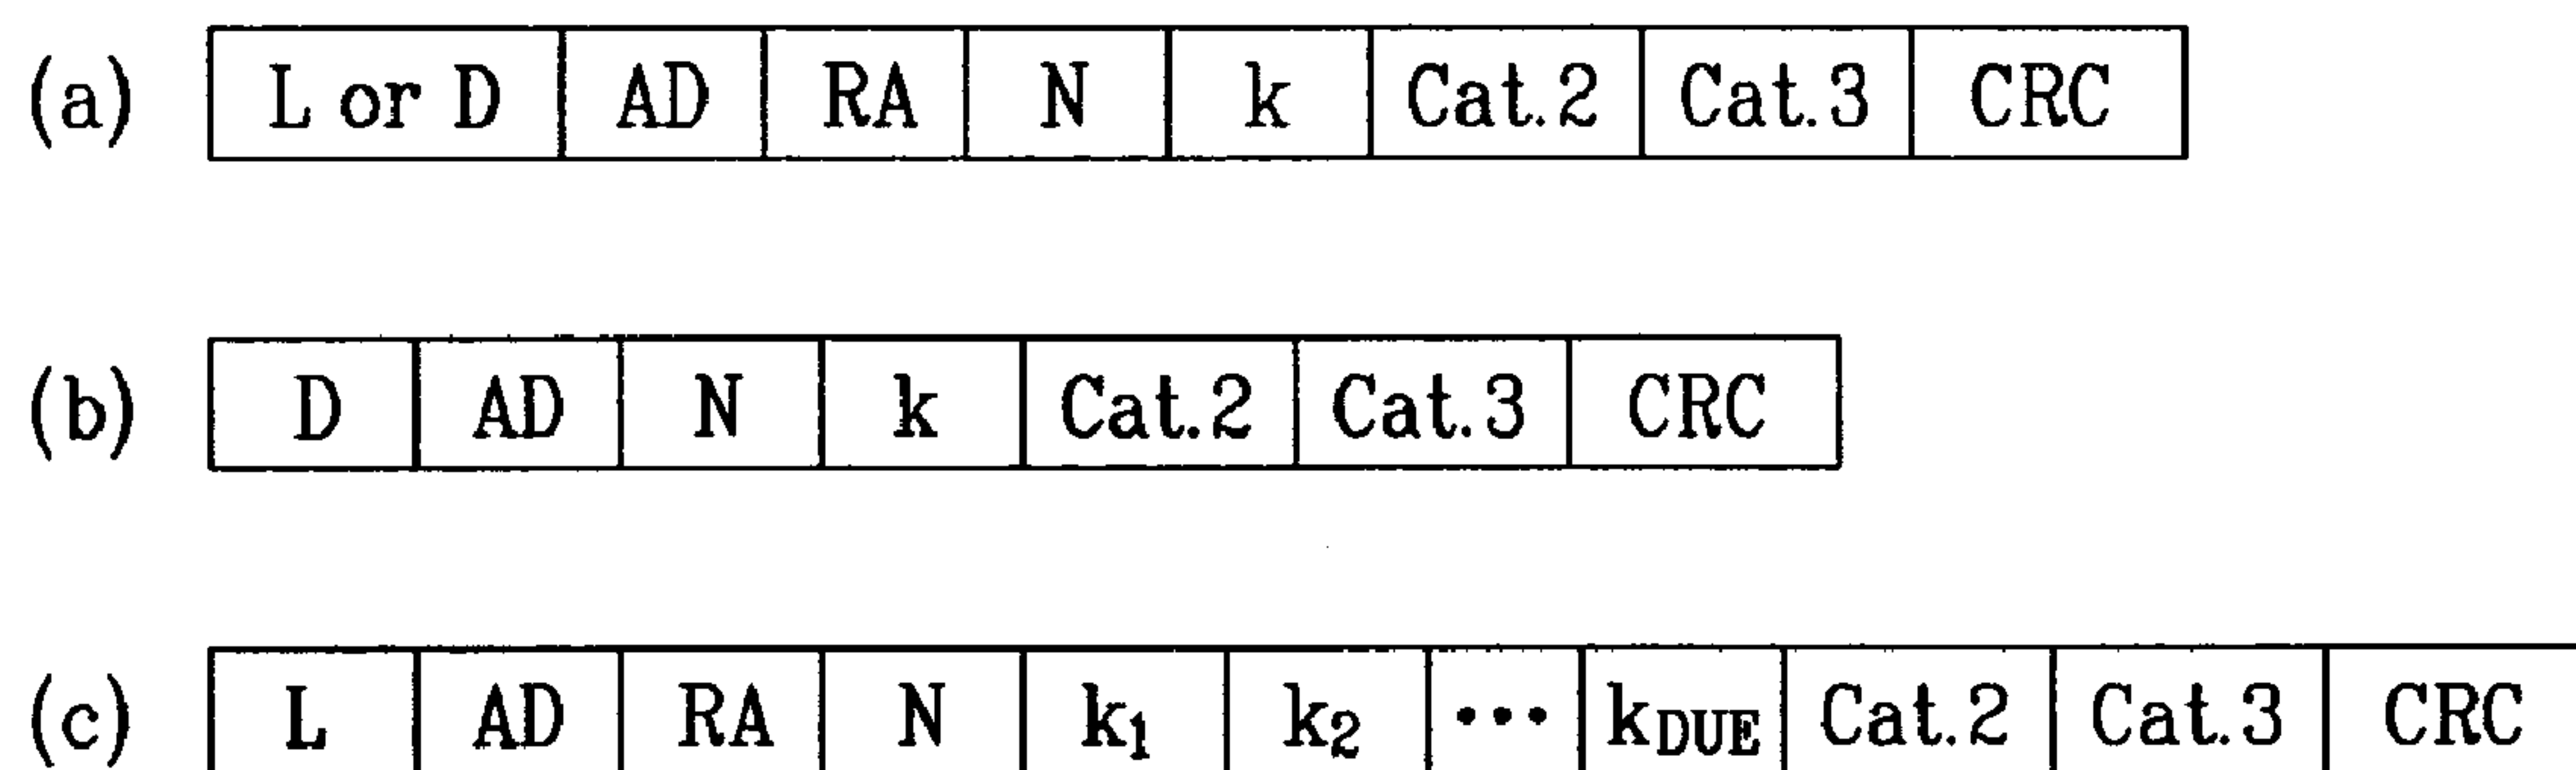 (a) L or D AD RA N k Cat.2 Cat.3 CRC
(b) D AD N k Cat.2 Cat.3 CRC
(c) L AD RA N k₁ k₂ ••• k_DUE Cat.2 Cat.3 CRC